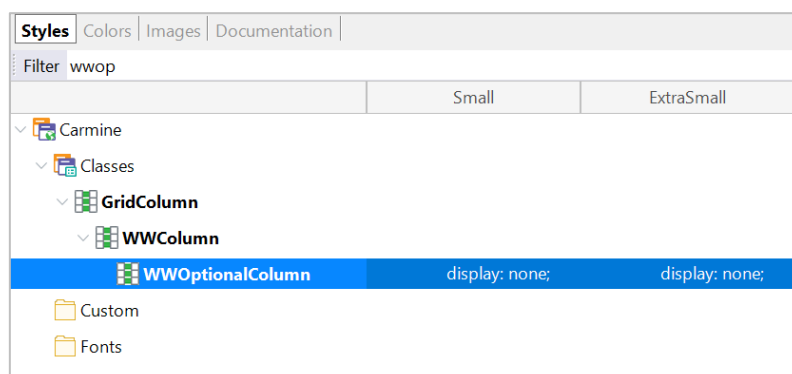 Styles Colors Images Documentation
Filter wwop
Small ExtraSmall
Carmine
Classes
GridColumn
WWColumn
WWOptionalColumn display: none; display: none;
Custom
Fonts